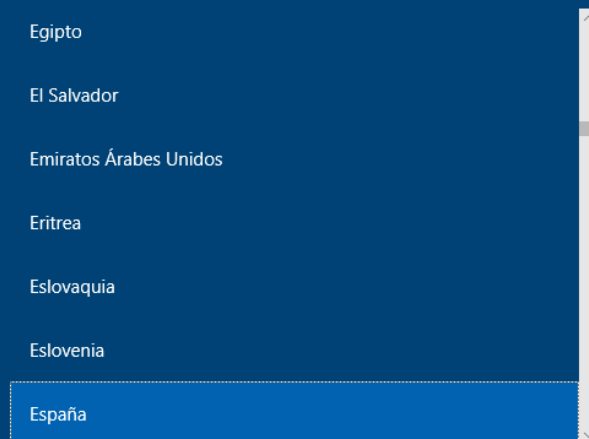 Egipto
El Salvador
Emiratos Árabes Unidos
Eritrea
Eslovaquia
Eslovenia
España